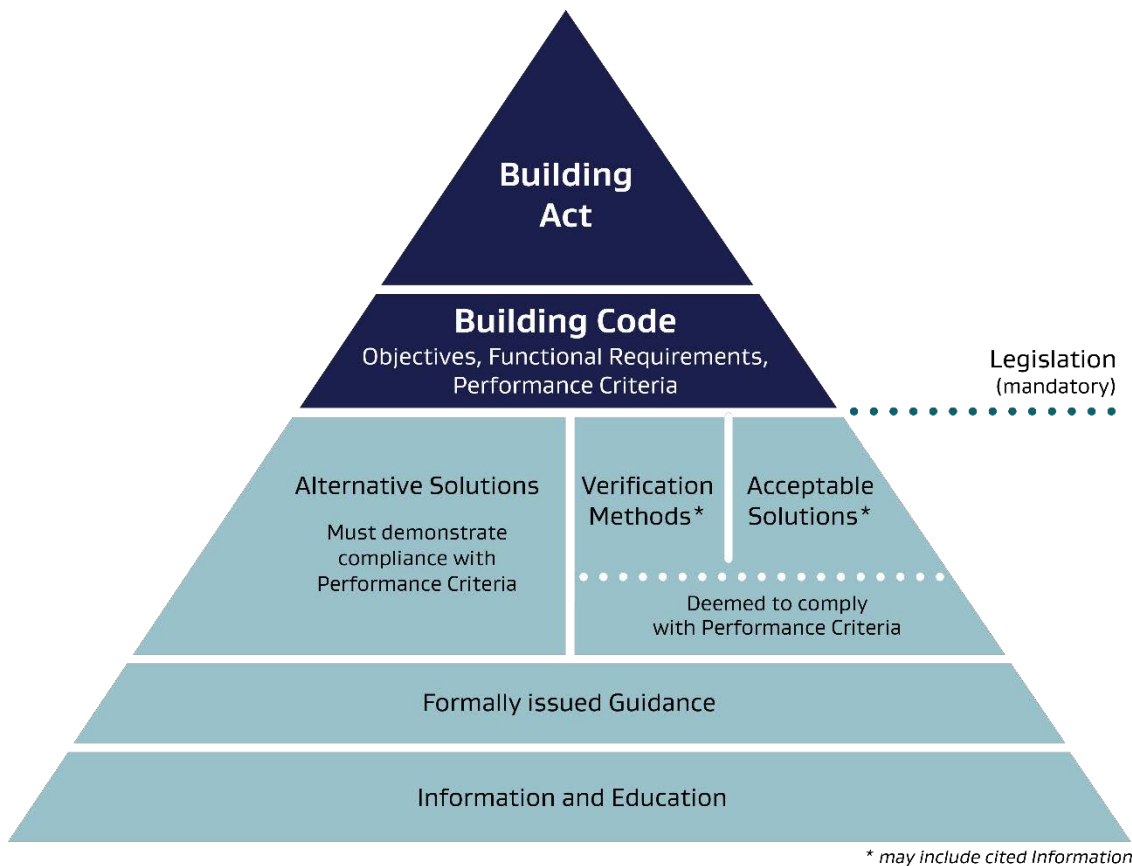 Building
Act
Building Code
Objectives, Functional Requirements,
Performance Criteria
Legislation
(mandatory)
Alternative Solutions
Must demonstrate
compliance with
Performance Criteria
Verification
Methods*
Acceptable
Solutions*
Deemed to comply
with Performance Criteria
Formally issued Guidance
Information and Education
* may include cited Information